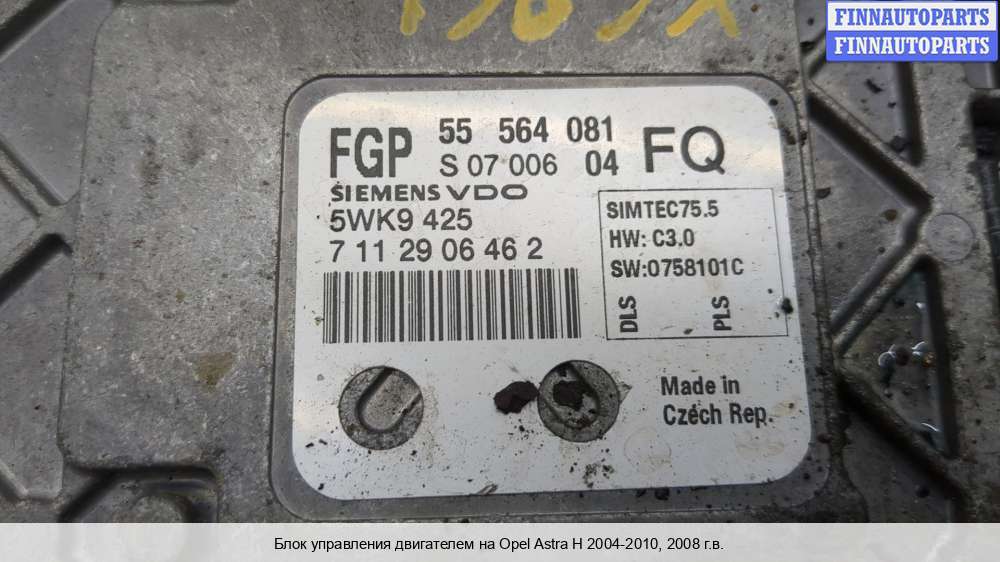 FINNAUTOPARTS
FINNAUTOPARTS
FGP 55 564 081 FQ
S 07 006 04
SIEMENS VDO
5WK9 425
7 11 29 06 46 2
SIMTEC75.5
HW: C3.0
SW:0758101C
DLS PLS
Made in
Czech Rep.
Блок управления двигателем на Opel Astra H 2004-2010, 2008 г.в.